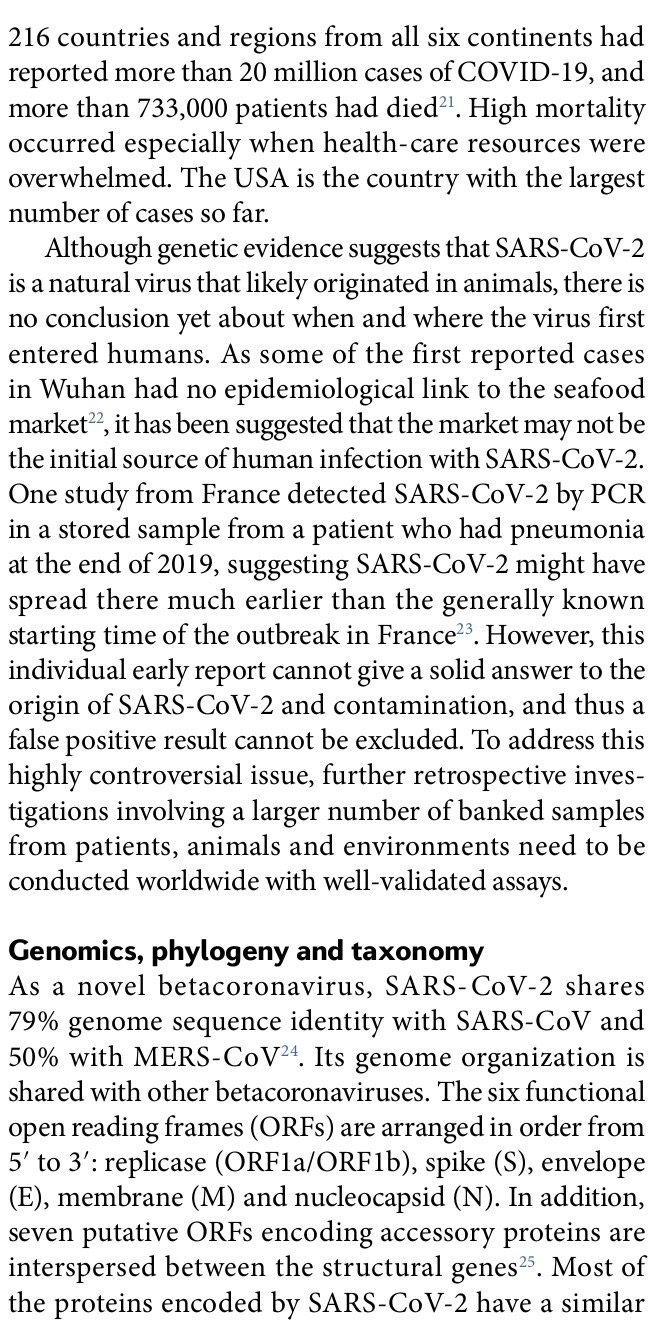 216 countries and regions from all six continents had
reported more than 20 million cases of COVID-19, and
more than 733,000 patients had died21. High mortality
occurred especially when health-care resources were
overwhelmed. The USA is the country with the largest
number of cases so far.
Although genetic evidence suggests that SARS-CoV-2
is a natural virus that likely originated in animals, there is
no conclusion yet about when and where the virus first
entered humans. As some of the first reported cases
in Wuhan had no epidemiological link to the seafood
market22, it has been suggested that the market may not be
the initial source of human infection with SARS-CoV-2.
One study from France detected SARS-CoV-2 by PCR
in a stored sample from a patient who had pneumonia
at the end of 2019, suggesting SARS-CoV-2 might have
spread there much earlier than the generally known
starting time of the outbreak in France23. However, this
individual early report cannot give a solid answer to the
origin of SARS-CoV-2 and contamination, and thus a
false positive result cannot be excluded. To address this
highly controversial issue, further retrospective inves-
tigations involving a larger number of banked samples
from patients, animals and environments need to be
conducted worldwide with well-validated assays.
Genomics, phylogeny and taxonomy
As a novel betacoronavirus, SARS-CoV-2 shares
79% genome sequence identity with SARS-CoV and
50% with MERS-CoV24. Its genome organization is
shared with other betacoronaviruses. The six functional
open reading frames (ORFs) are arranged in order from
5′ to 3′: replicase (ORF1a/ORF1b), spike (S), envelope
(E), membrane (M) and nucleocapsid (N). In addition,
seven putative ORFs encoding accessory proteins are
interspersed between the structural genes25. Most of
the proteins encoded by SARS-CoV-2 have a similar